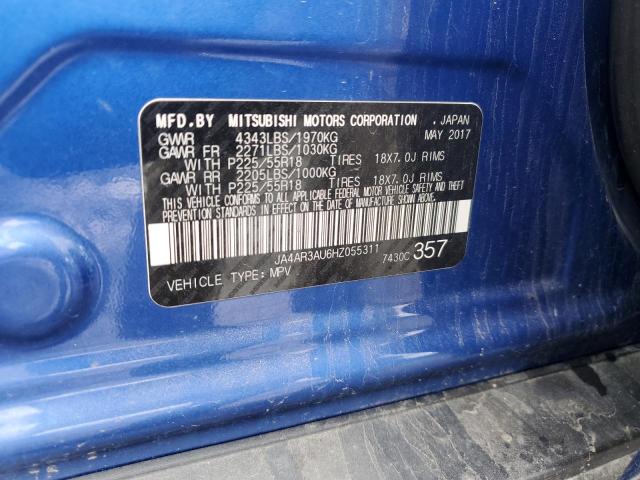 MFD.BY MITSUBISHI MOTORS CORPORATION . JAPAN
GVWR 4343LBS/1970KG MAY 2017
GAWR FR 2271LBS/1030KG
WITH P225/55R18 TIRES 18X7.0J RIMS
GAWR RR 2205LBS/1000KG
WITH P225/55R18 TIRES 18X7.0J RIMS
THIS VEHICLE CONFORMS TO ALL APPLICABLE FEDERAL MOTOR VEHICLE SAFETY AND THEFT
PREVENTION STANDARDS IN EFFECT ON THE DATE OF MANUFACTURE SHOWN ABOVE.
JA4AR3AU6HZ055311 7430C 357
VEHICLE TYPE: MPV